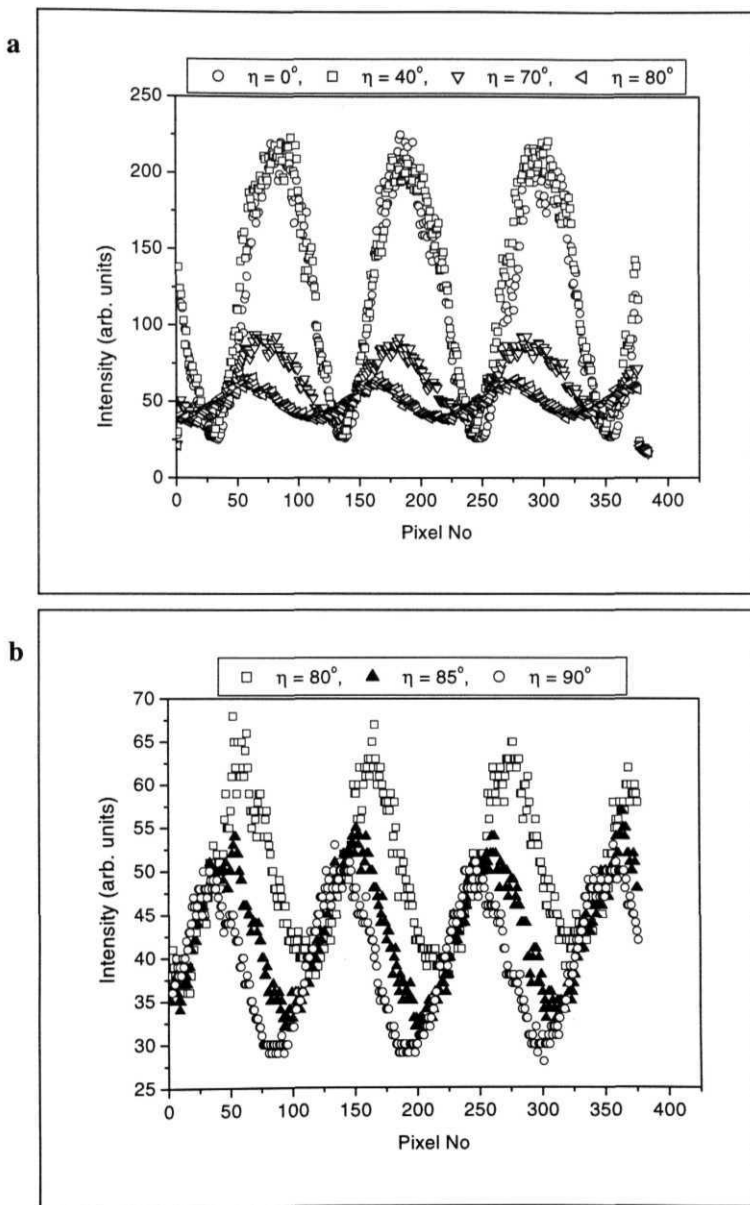 a
η = 0°, η = 40°, η = 70°, η = 80°
250
200
150
100
50
0
Intensity (arb. units)
0 50 100 150 200 250 300 350 400
Pixel No
b
η = 80°, η = 85°, η = 90°
70
65
60
55
50
45
40
35
30
25
Intensity (arb. units)
0 50 100 150 200 250 300 350 400
Pixel No